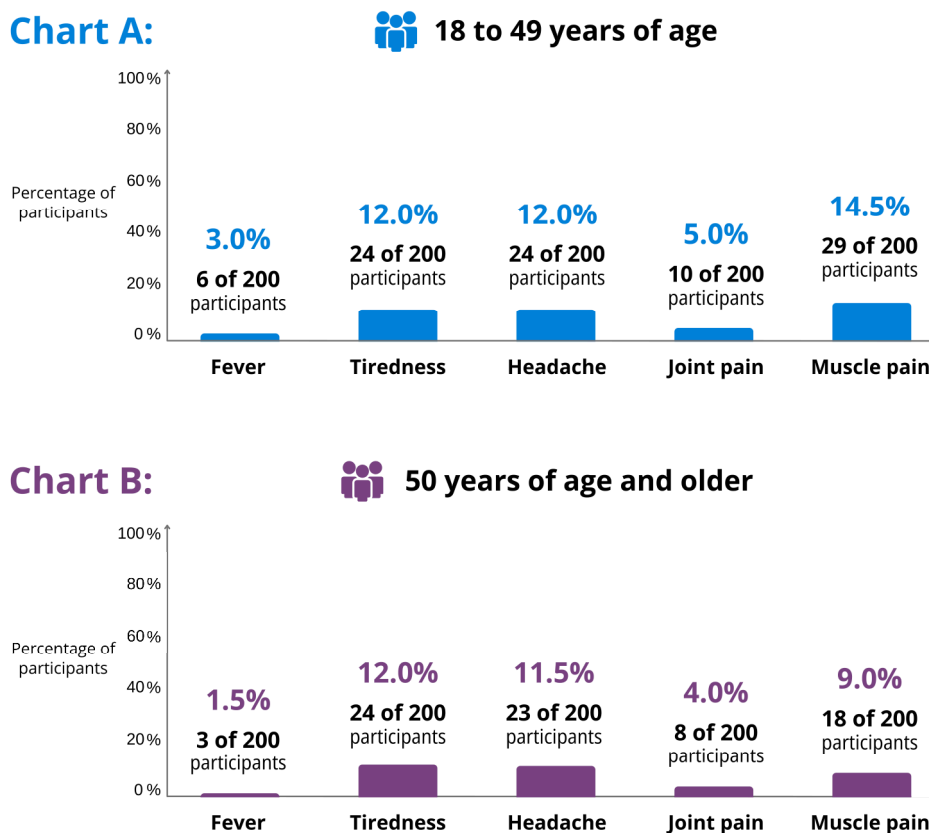 Chart A:
18 to 49 years of age
100%
80%
60%
40%
20%
0%
Percentage of
participants
3.0%
6 of 200
participants
12.0%
24 of 200
participants
12.0%
24 of 200
participants
5.0%
10 of 200
participants
14.5%
29 of 200
participants
Fever
Tiredness
Headache
Joint pain
Muscle pain
Chart B:
50 years of age and older
100%
80%
60%
40%
20%
0%
Percentage of
participants
1.5%
3 of 200
participants
12.0%
24 of 200
participants
11.5%
23 of 200
participants
4.0%
8 of 200
participants
9.0%
18 of 200
participants
Fever
Tiredness
Headache
Joint pain
Muscle pain